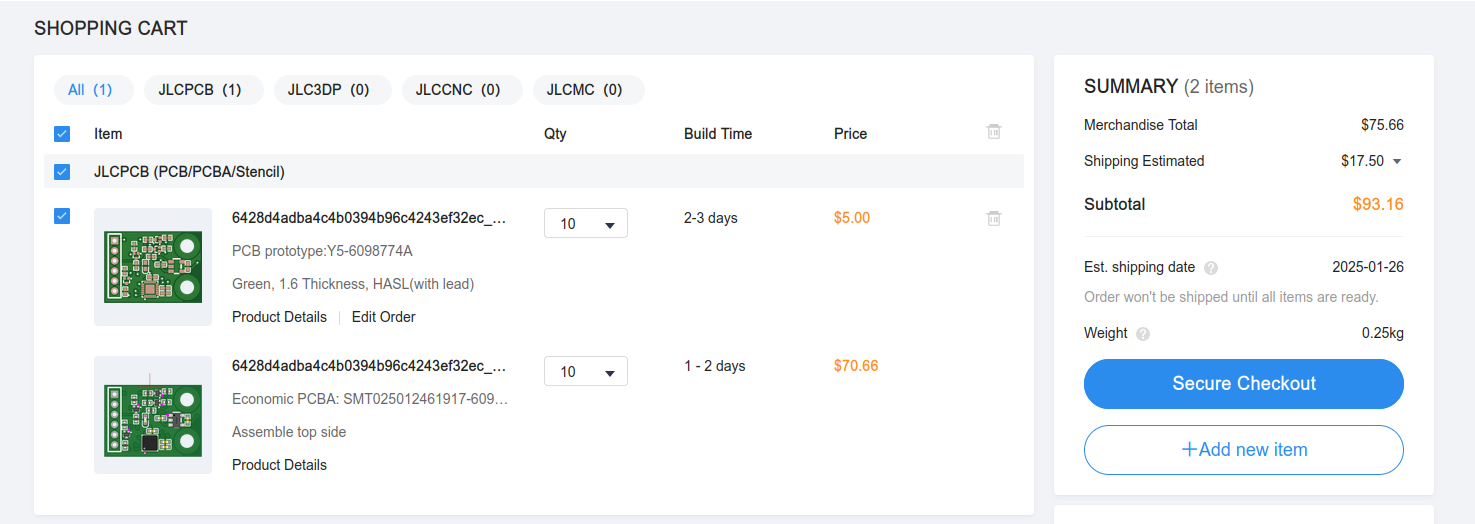 SHOPPING CART
All (1) JLCPCB (1) JLC3DP (0) JLCCNC (0) JLCMC (0)
Item Qty Build Time Price
JLCPCB (PCB/PCBA/Stencil)
6428d4adba4c4b0394b96c4243ef32ec_... 10 2-3 days $5.00
PCB prototype:Y5-6098774A
Green, 1.6 Thickness, HASL(with lead)
Product Details Edit Order
6428d4adba4c4b0394b96c4243ef32ec_... 10 1 - 2 days $70.66
Economic PCBA: SMT025012461917-609...
Assemble top side
Product Details
SUMMARY (2 items)
Merchandise Total $75.66
Shipping Estimated $17.50
Subtotal $93.16
Est. shipping date ? 2025-01-26
Order won't be shipped until all items are ready.
Weight ? 0.25kg
Secure Checkout
+Add new item